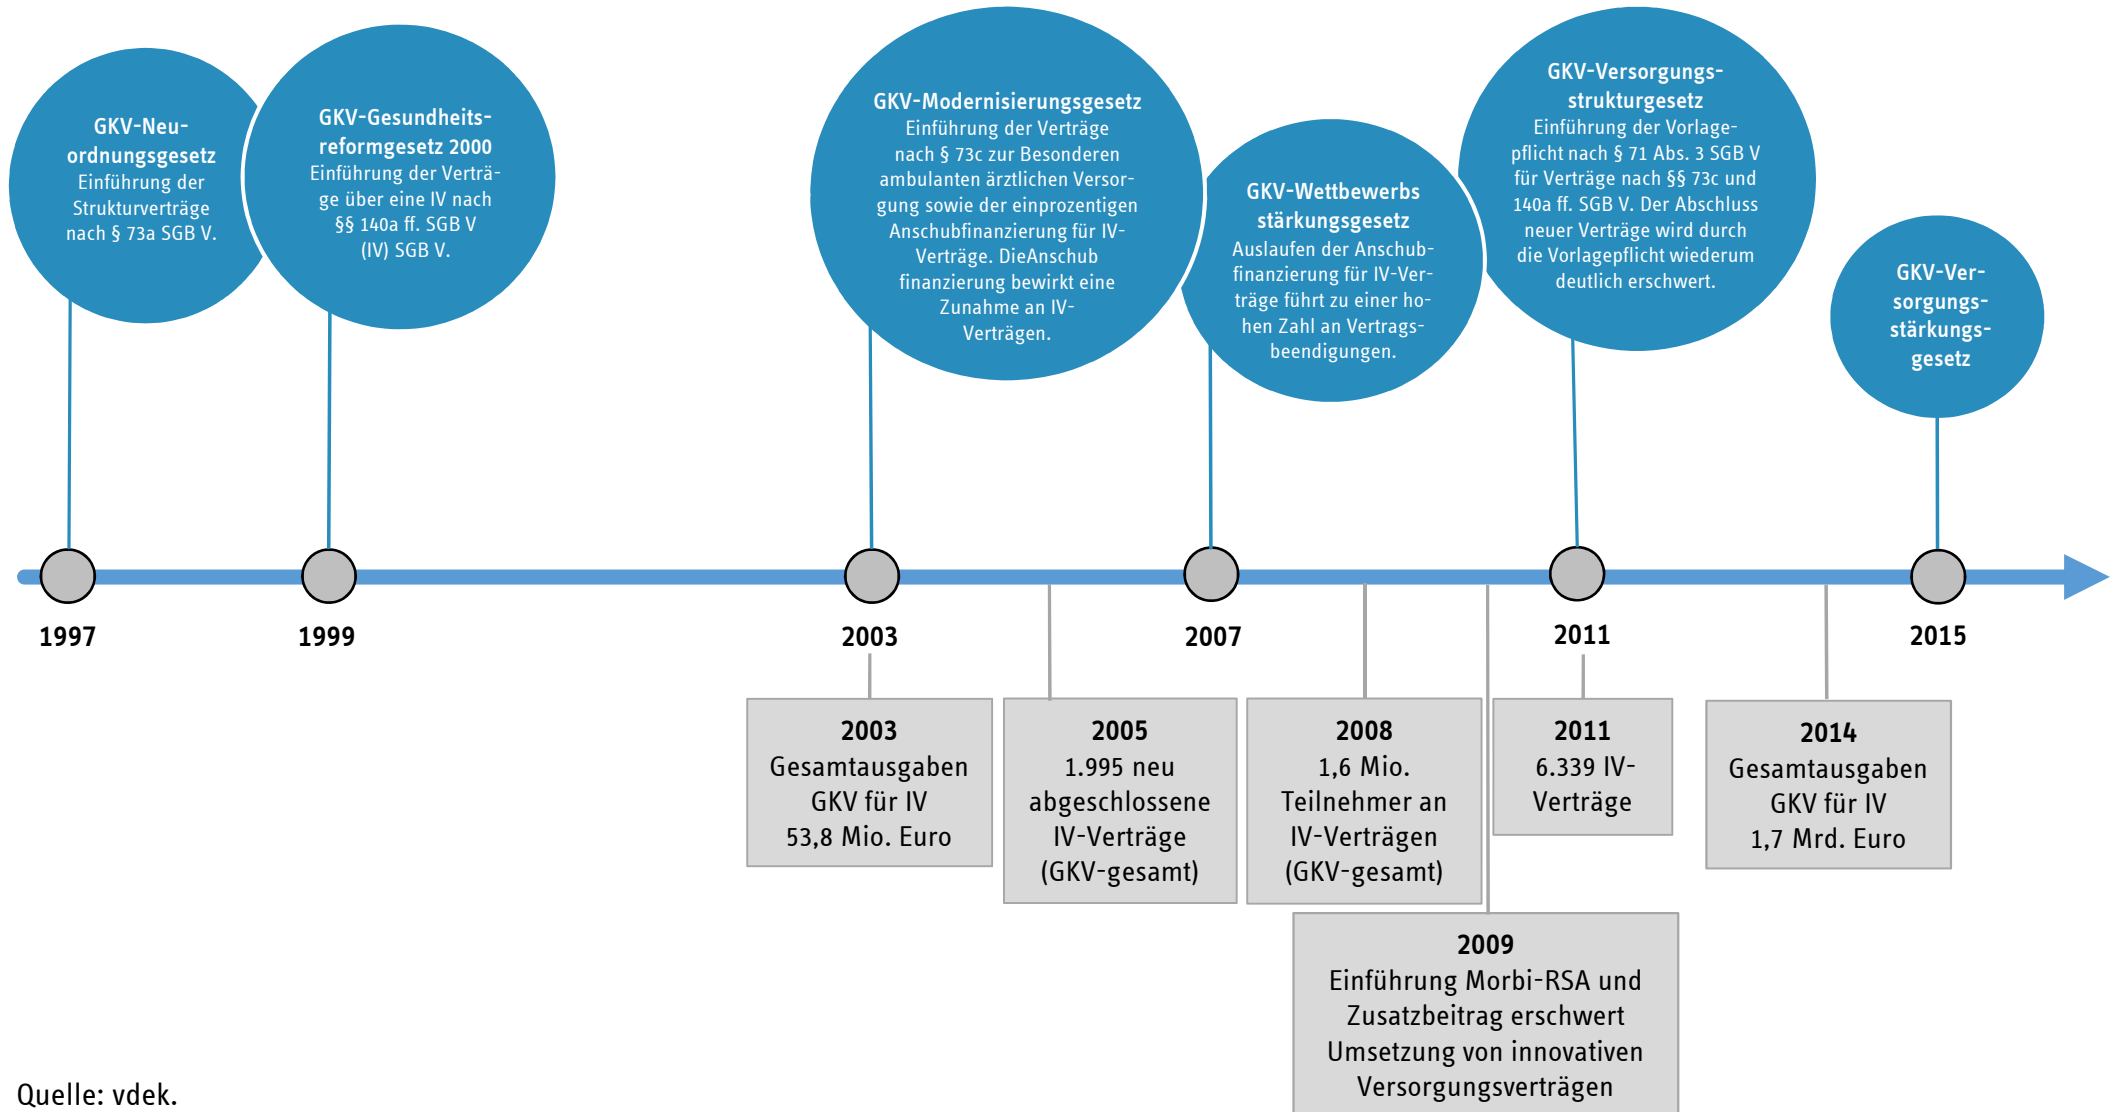 GKV-Neu-
ordnungsgesetz
Einführung der
Strukturverträge
nach § 73a SGB V.
GKV-Gesundheits-
reformgesetz 2000
Einführung der Verträ-
ge über eine IV nach
§§ 140a ff. SGB V
(IV) SGB V.
GKV-Modernisierungsgesetz
Einführung der Verträge
nach § 73c zur Besonderen
ambulanten ärztlichen Versor-
gung sowie der einprozentigen
Anschubfinanzierung für IV-
Verträge. DieAnschub
finanzierung bewirkt eine
Zunahme an IV-
Verträgen.
GKV-Wettbewerbs
stärkungsgesetz
Auslaufen der Anschub-
finanzierung für IV-Ver-
träge führt zu einer ho-
hen Zahl an Vertrags-
beendigungen.
GKV-Versorgungs-
strukturgesetz
Einführung der Vorlage-
pflicht nach § 71 Abs. 3 SGB V
für Verträge nach §§ 73c und
140a ff. SGB V. Der Abschluss
neuer Verträge wird durch
die Vorlagepflicht wiederum
deutlich erschwert.
GKV-Ver-
sorgungs-
stärkungs-
gesetz
1997
1999
2003
2007
2011
2015
2003
Gesamtausgaben
GKV für IV
53,8 Mio. Euro
2005
1.995 neu
abgeschlossene
IV-Verträge
(GKV-gesamt)
2008
1,6 Mio.
Teilnehmer an
IV-Verträgen
(GKV-gesamt)
2011
6.339 IV-
Verträge
2014
Gesamtausgaben
GKV für IV
1,7 Mrd. Euro
2009
Einführung Morbi-RSA und
Zusatzbeitrag erschwert
Umsetzung von innovativen
Versorgungsverträgen
Quelle: vdek.